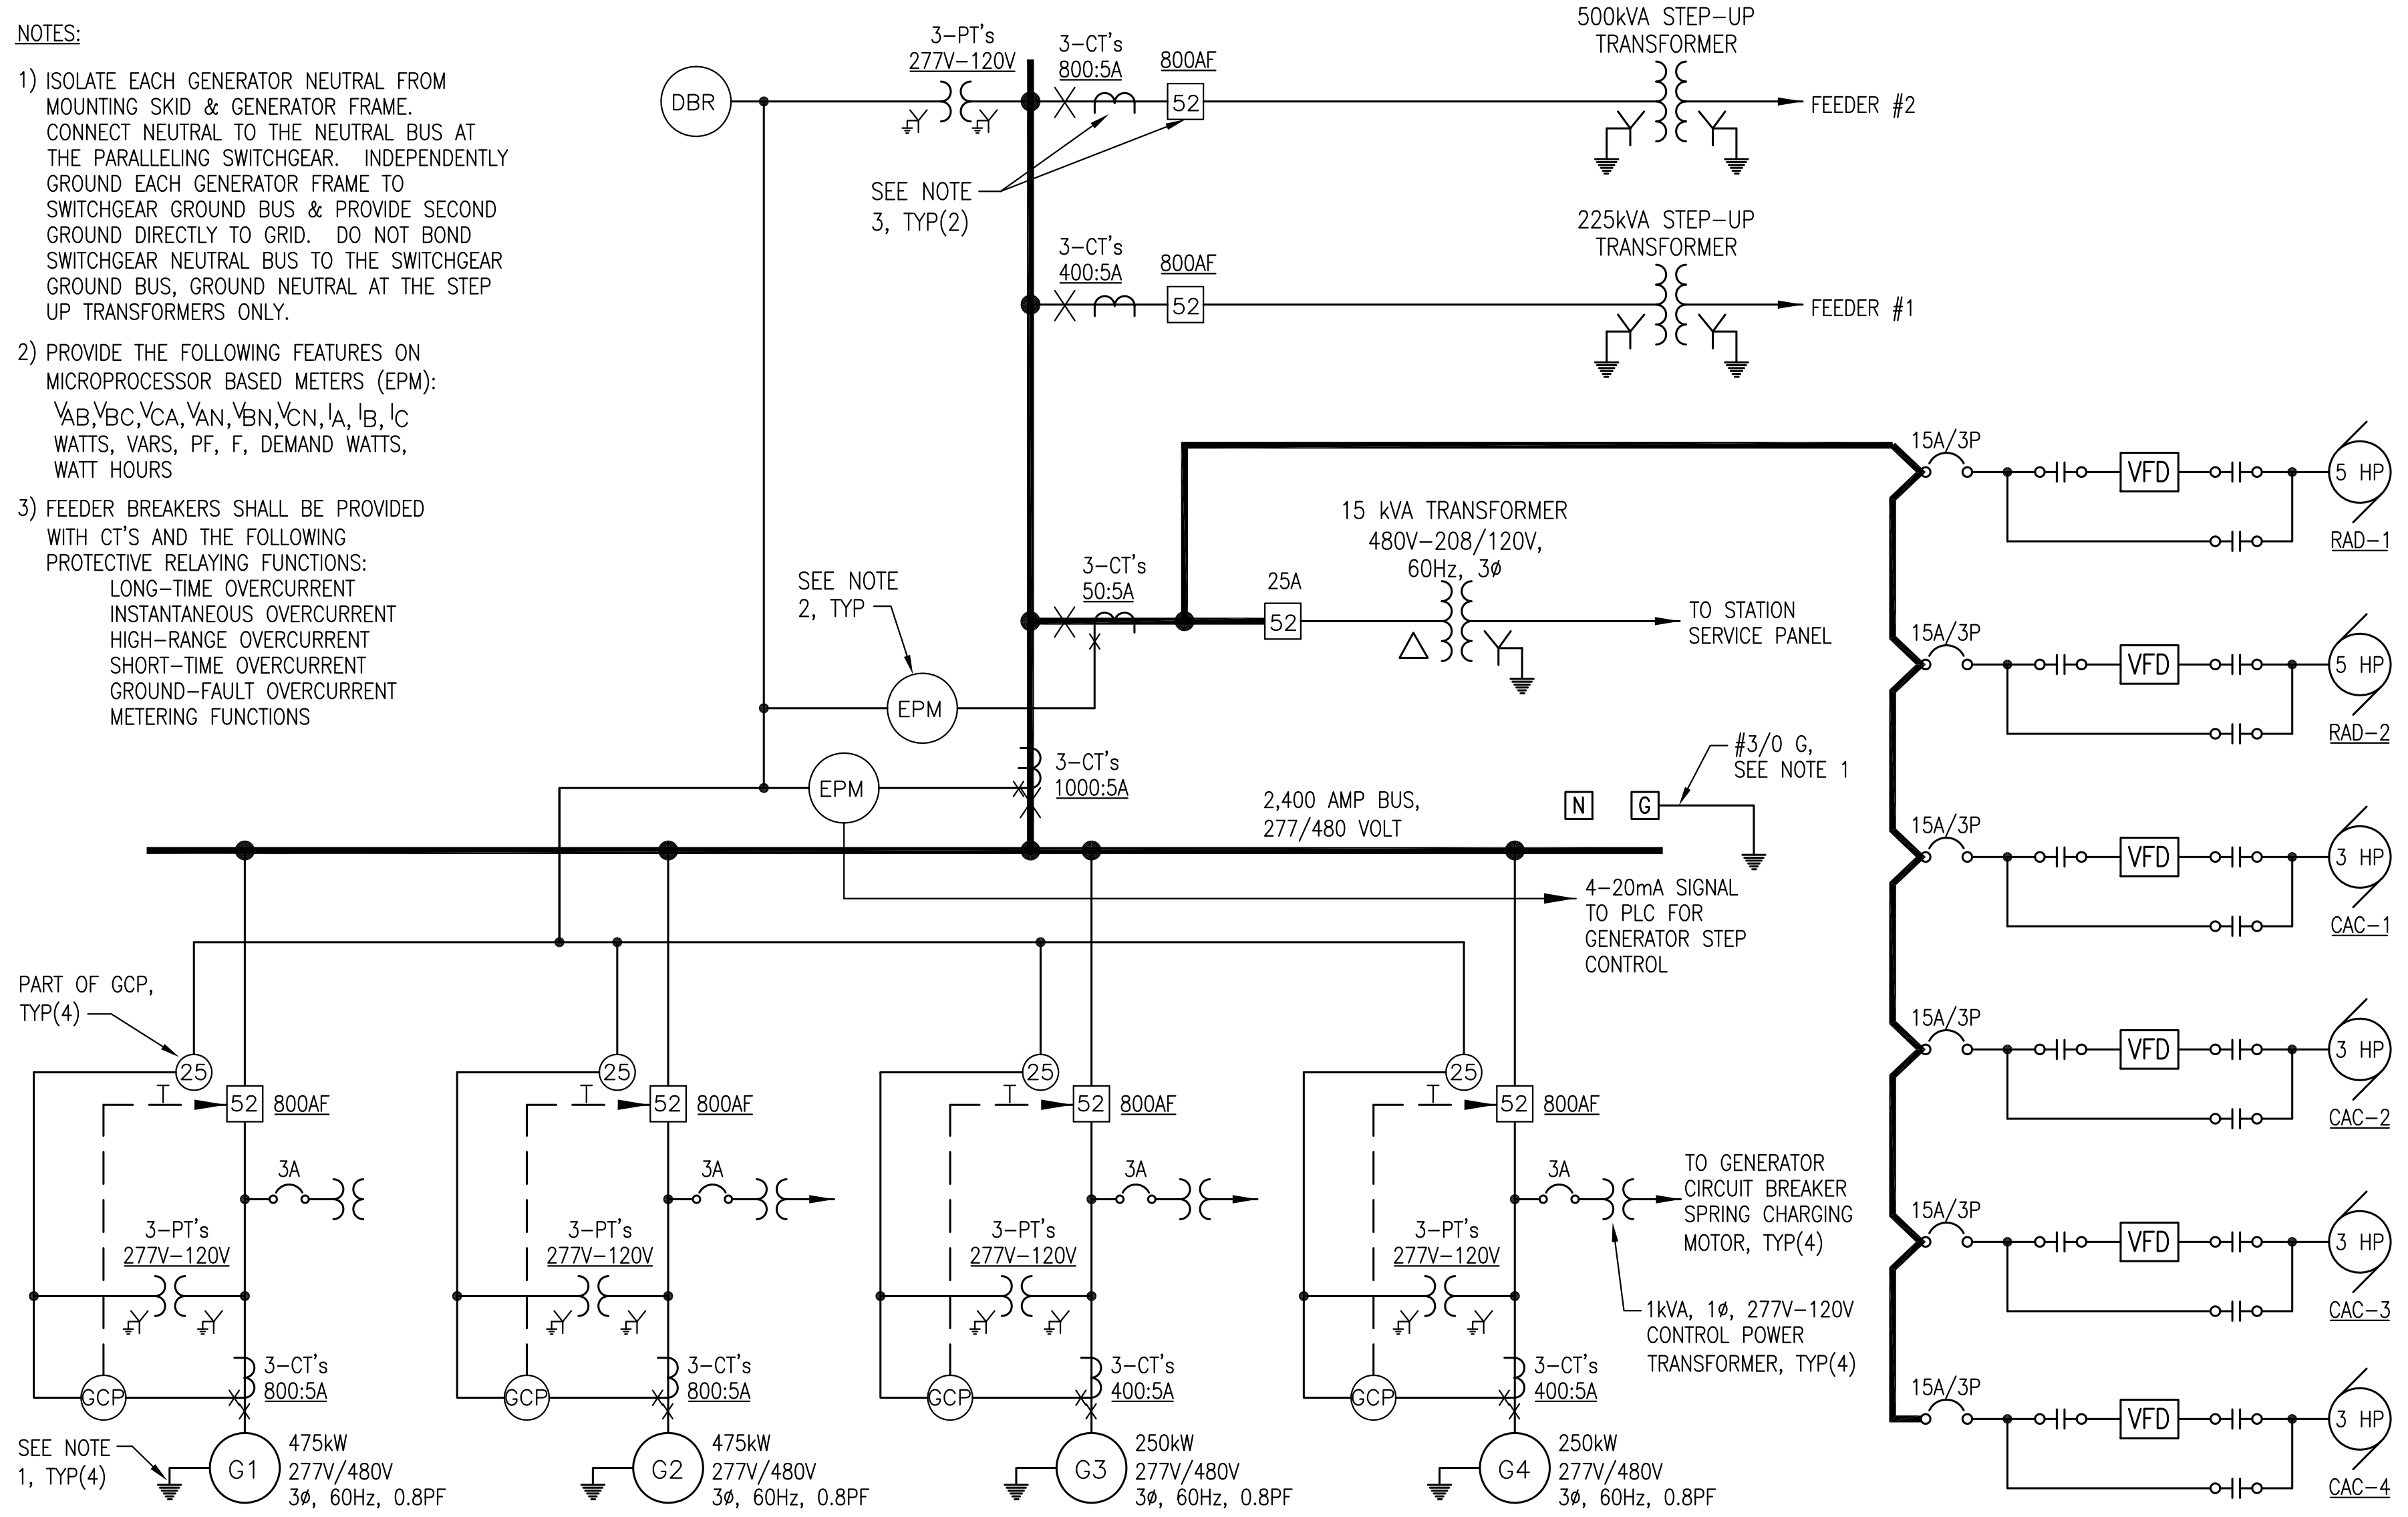 NOTES:
1) ISOLATE EACH GENERATOR NEUTRAL FROM
MOUNTING SKID & GENERATOR FRAME.
CONNECT NEUTRAL TO THE NEUTRAL BUS AT
THE PARALLELING SWITCHGEAR. INDEPENDENTLY
GROUND EACH GENERATOR FRAME TO
SWITCHGEAR GROUND BUS & PROVIDE SECOND
GROUND DIRECTLY TO GRID. DO NOT BOND
SWITCHGEAR NEUTRAL BUS TO THE SWITCHGEAR
GROUND BUS, GROUND NEUTRAL AT THE STEP
UP TRANSFORMERS ONLY.
2) PROVIDE THE FOLLOWING FEATURES ON
MICROPROCESSOR BASED METERS (EPM):
VAB,VBC,VCA,VAN,VBN,VCN,IA, IB, IC
WATTS, VARS, PF, F, DEMAND WATTS,
WATT HOURS
3) FEEDER BREAKERS SHALL BE PROVIDED
WITH CT'S AND THE FOLLOWING
PROTECTIVE RELAYING FUNCTIONS:
LONG-TIME OVERCURRENT
INSTANTANEOUS OVERCURRENT
HIGH-RANGE OVERCURRENT
SHORT-TIME OVERCURRENT
GROUND-FAULT OVERCURRENT
METERING FUNCTIONS
DBR
3-PT's
277V-120V
3-CT's
800:5A
800AF
52
500kVA STEP-UP
TRANSFORMER
FEEDER #2
SEE NOTE
3, TYP(2)
3-CT's
400:5A
800AF
52
225kVA STEP-UP
TRANSFORMER
FEEDER #1
SEE NOTE
2, TYP
EPM
3-CT's
50:5A
25A
52
15 kVA TRANSFORMER
480V-208/120V,
60Hz, 3ø
TO STATION
SERVICE PANEL
EPM
3-CT's
1000:5A
2,400 AMP BUS,
277/480 VOLT
N
G
#3/0 G,
SEE NOTE 1
4-20mA SIGNAL
TO PLC FOR
GENERATOR STEP
CONTROL
15A/3P
VFD
5 HP
RAD-1
15A/3P
VFD
5 HP
RAD-2
15A/3P
VFD
3 HP
CAC-1
15A/3P
VFD
3 HP
CAC-2
15A/3P
VFD
3 HP
CAC-3
15A/3P
VFD
3 HP
CAC-4
PART OF GCP,
TYP(4)
25
T
52
800AF
3A
3-PT's
277V-120V
3-CT's
800:5A
GCP
SEE NOTE
1, TYP(4)
G1
475kW
277V/480V
3ø, 60Hz, 0.8PF
25
T
52
800AF
3A
3-PT's
277V-120V
3-CT's
800:5A
GCP
G2
475kW
277V/480V
3ø, 60Hz, 0.8PF
25
T
52
800AF
3A
3-PT's
277V-120V
3-CT's
400:5A
GCP
G3
250kW
277V/480V
3ø, 60Hz, 0.8PF
25
T
52
800AF
3A
3-PT's
277V-120V
3-CT's
400:5A
GCP
G4
250kW
277V/480V
3ø, 60Hz, 0.8PF
TO GENERATOR
CIRCUIT BREAKER
SPRING CHARGING
MOTOR, TYP(4)
1kVA, 1ø, 277V-120V
CONTROL POWER
TRANSFORMER, TYP(4)